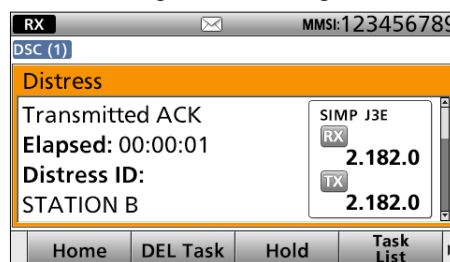 RX MMSI:123456789
DSC (1)
Distress
Transmitted ACK
Elapsed: 00:00:01
Distress ID:
STATION B
SIMP J3E
RX
2.182.0
TX
2.182.0
Home DEL Task Hold Task List